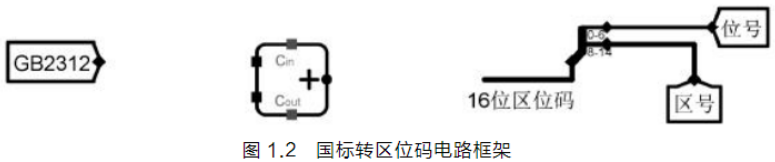 GB2312
Cin
Cout
0-6
8-14
位号
16位区位码
区号
图 1.2 国标转区位码电路框架